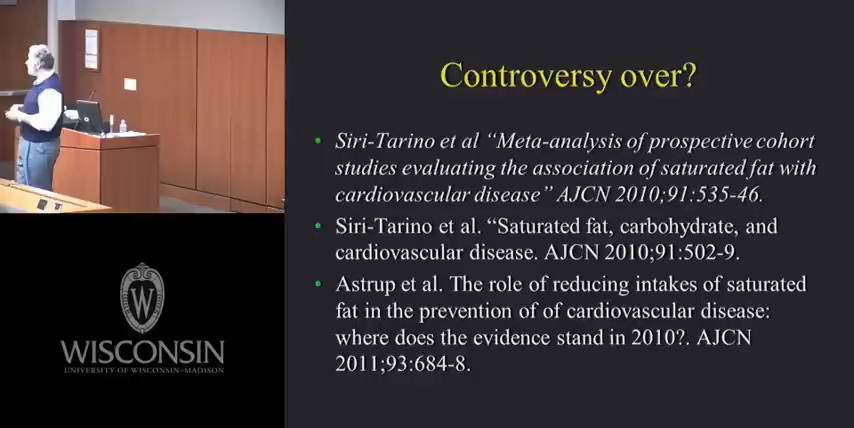 Controversy over?
• Siri-Tarino et al “Meta-analysis of prospective cohort
studies evaluating the association of saturated fat with
cardiovascular disease” AJCN 2010;91:535-46.
• Siri-Tarino et al. “Saturated fat, carbohydrate, and
cardiovascular disease. AJCN 2010;91:502-9.
• Astrup et al. The role of reducing intakes of saturated
fat in the prevention of of cardiovascular disease:
where does the evidence stand in 2010?. AJCN
2011;93:684-8.
W
WISCONSIN
UNIVERSITY OF WISCONSIN–MADISON